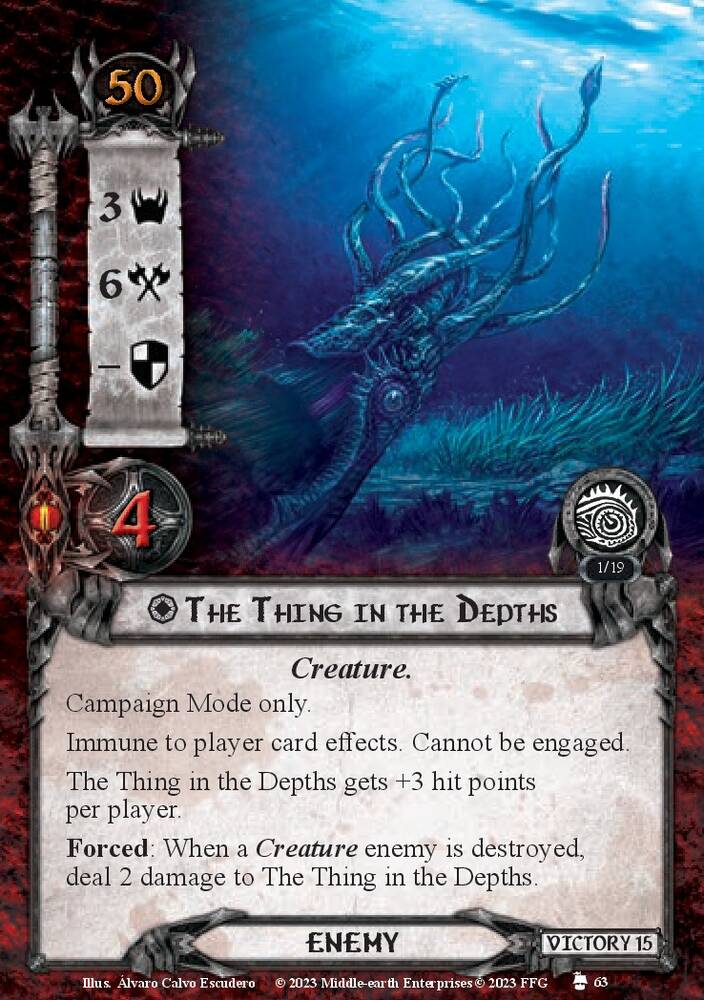 50
3
6
–
4
1/19
The Thing in the Depths
Creature.
Campaign Mode only.
Immune to player card effects. Cannot be engaged.
The Thing in the Depths gets +3 hit points
per player.
Forced: When a Creature enemy is destroyed,
deal 2 damage to The Thing in the Depths.
ENEMY
VICTORY 15
Illus. Álvaro Calvo Escudero © 2023 Middle-earth Enterprises © 2023 FFG 63